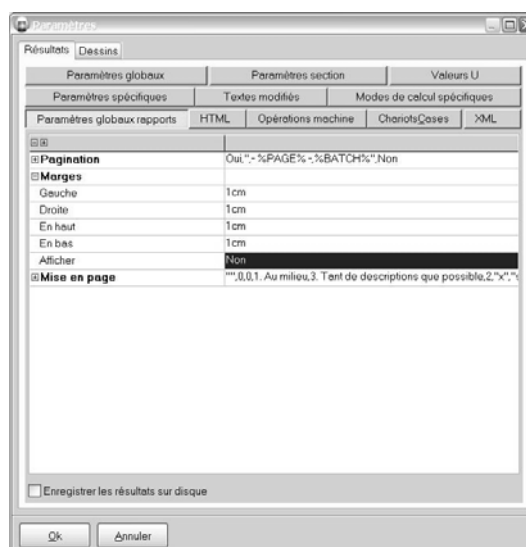 Paramètres
Résultats Dessins
Paramètres globaux Paramètres section Valeurs U
Paramètres spécifiques Textes modifiés Modes de calcul spécifiques
Paramètres globaux rapports HTML Opérations machine ChariotsCases XML
Pagination Oui,"- %PAGE% -,%BATCH%",Non
Marges
Gauche 1cm
Droite 1cm
En haut 1cm
En bas 1cm
Afficher Non
Mise en page "",0,0,1. Au milieu,3. Tant de descriptions que possible,2,"x","
Enregistrer les résultats sur disque
Ok Annuler